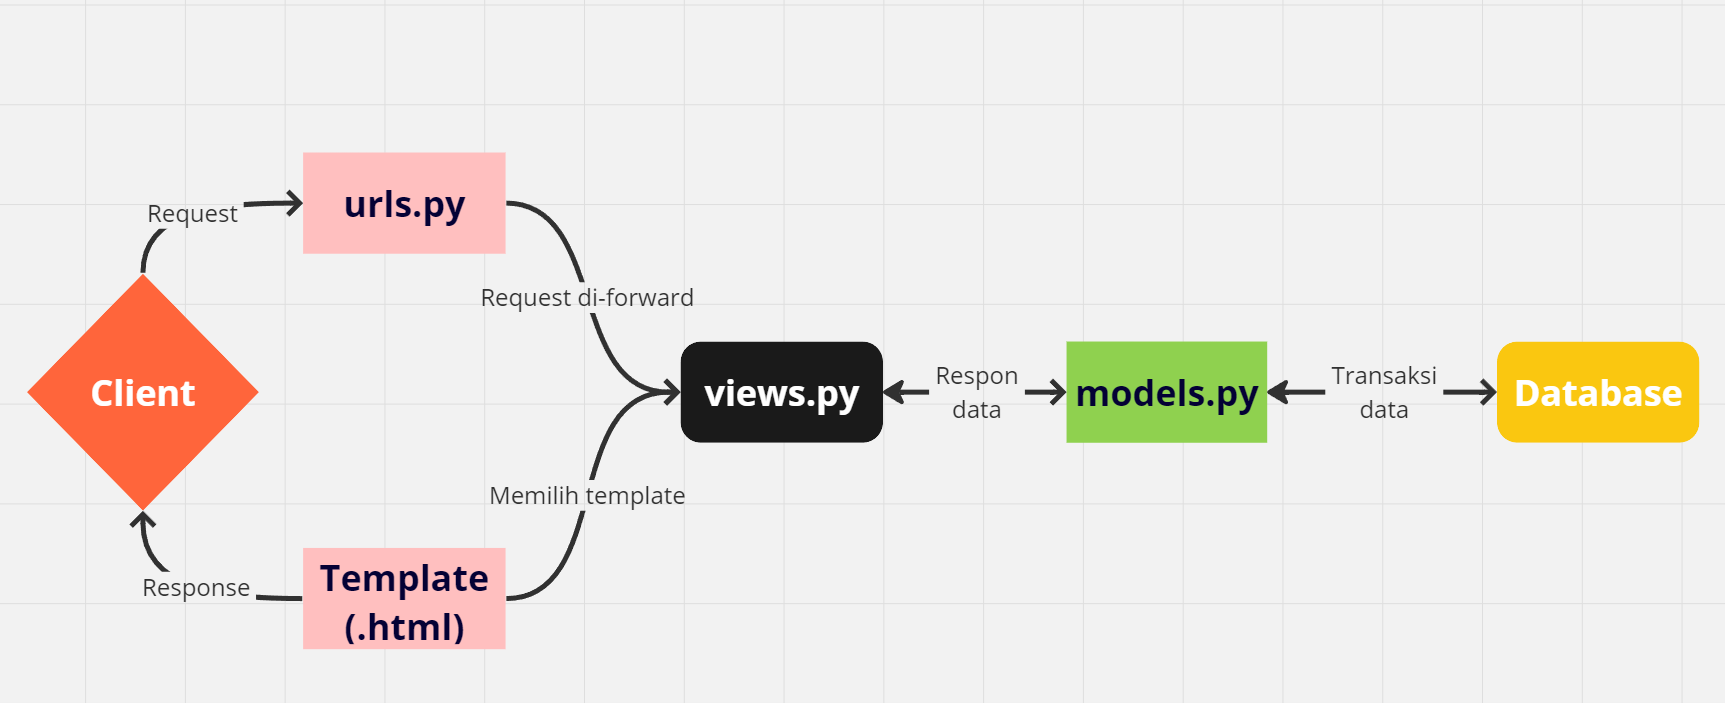 urls.py
Request
Request di-forward
Client
views.py
Respon
data
models.py
Transaksi
data
Database
Memilih template
Response
Template
(.html)